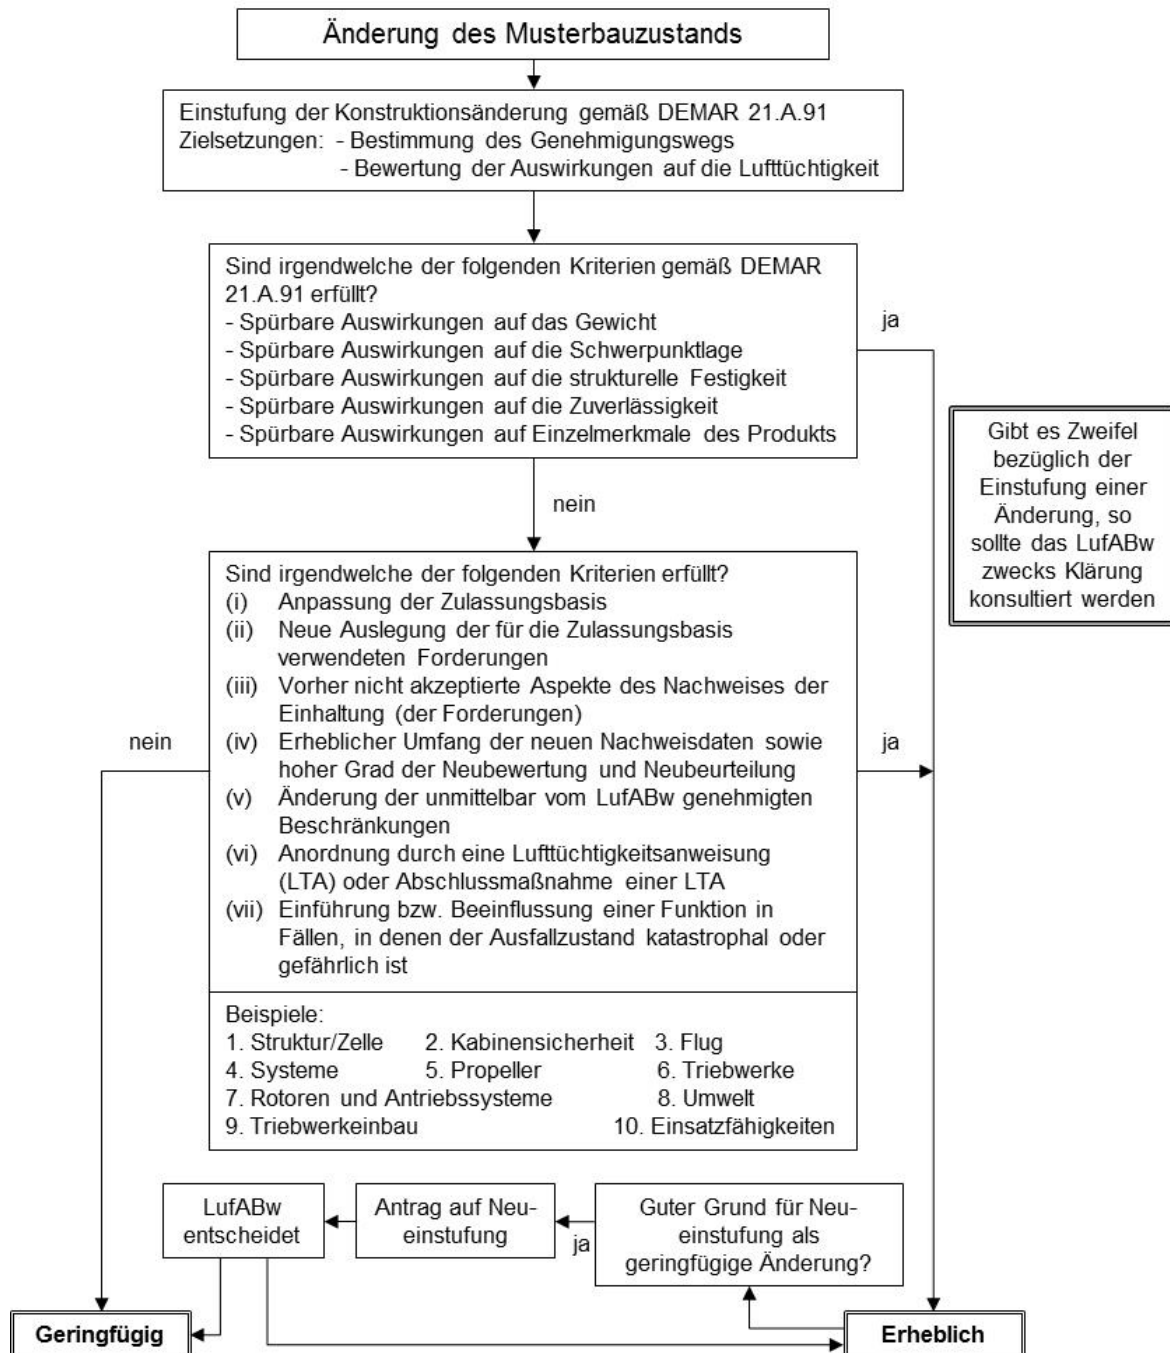 Änderung des Musterbauzustands
Einstufung der Konstruktionsänderung gemäß DEMAR 21.A.91
Zielsetzungen: - Bestimmung des Genehmigungswegs
- Bewertung der Auswirkungen auf die Lufttüchtigkeit
Sind irgendwelche der folgenden Kriterien gemäß DEMAR
21.A.91 erfüllt?
- Spürbare Auswirkungen auf das Gewicht
- Spürbare Auswirkungen auf die Schwerpunktlage
- Spürbare Auswirkungen auf die strukturelle Festigkeit
- Spürbare Auswirkungen auf die Zuverlässigkeit
- Spürbare Auswirkungen auf Einzelmerkmale des Produkts
ja
Gibt es Zweifel
bezüglich der
Einstufung einer
Änderung, so
sollte das LufABw
zwecks Klärung
konsultiert werden
nein
Sind irgendwelche der folgenden Kriterien erfüllt?
(i) Anpassung der Zulassungsbasis
(ii) Neue Auslegung der für die Zulassungsbasis
verwendeten Forderungen
(iii) Vorher nicht akzeptierte Aspekte des Nachweises der
Einhaltung (der Forderungen)
(iv) Erheblicher Umfang der neuen Nachweisdaten sowie
hoher Grad der Neubewertung und Neubeurteilung
(v) Änderung der unmittelbar vom LufABw genehmigten
Beschränkungen
(vi) Anordnung durch eine Lufttüchtigkeitsanweisung
(LTA) oder Abschlussmaßnahme einer LTA
(vii) Einführung bzw. Beeinflussung einer Funktion in
Fällen, in denen der Ausfallzustand katastrophal oder
gefährlich ist
nein
ja
Beispiele:
1. Struktur/Zelle 2. Kabinensicherheit 3. Flug
4. Systeme 5. Propeller 6. Triebwerke
7. Rotoren und Antriebssysteme 8. Umwelt
9. Triebwerkeinbau 10. Einsatzfähigkeiten
LufABw
entscheidet
Antrag auf Neu-
einstufung
ja
Guter Grund für Neu-
einstufung als
geringfügige Änderung?
Geringfügig
Erheblich